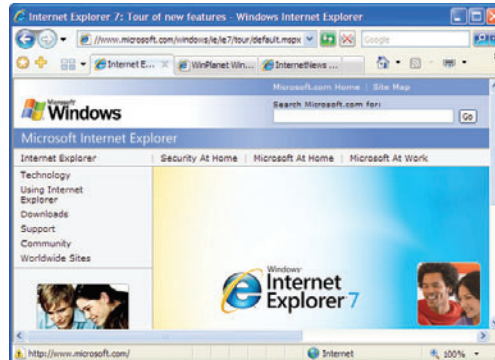 Internet Explorer 7: Tour of new features - Windows Internet Explorer
//www.microsoft.com/windows/ie/ie7/tour/default.mspx
Google
Internet E...
WinPlanet Win...
InternetNews ...
Microsoft.com Home | Site Map
Microsoft
Windows
Search Microsoft.com for:
Go
Microsoft Internet Explorer
Internet Explorer | Security At Home | Microsoft At Home | Microsoft At Work
Technology
Using Internet
Explorer
Downloads
Support
Community
Worldwide Sites
Windows
Internet
Explorer 7
http://www.microsoft.com/
Internet
100%